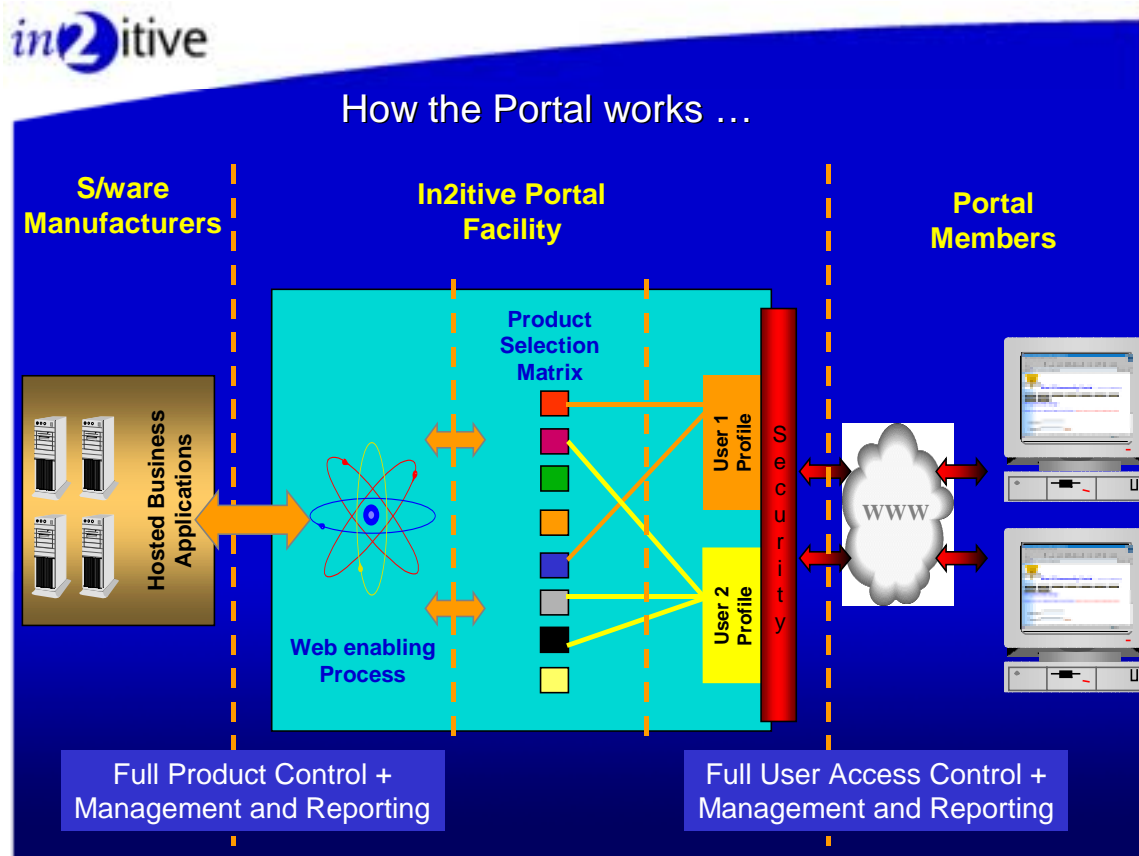 in2itive
How the Portal works …
S/ware
Manufacturers
In2itive Portal
Facility
Portal
Members
Product
Selection
Matrix
Hosted Business
Applications
Web enabling
Process
User 1
Profile
User 2
Profile
Security
WWW
Full Product Control +
Management and Reporting
Full User Access Control +
Management and Reporting